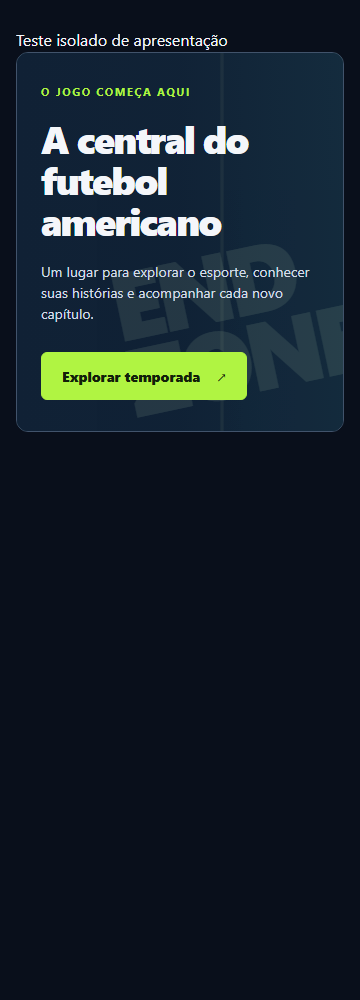 Teste isolado de apresentação
O JOGO COMEÇA AQUI
A central do
futebol
americano
Um lugar para explorar o esporte, conhecer
suas histórias e acompanhar cada novo
capítulo.
END
ZONE
Explorar temporada ↗